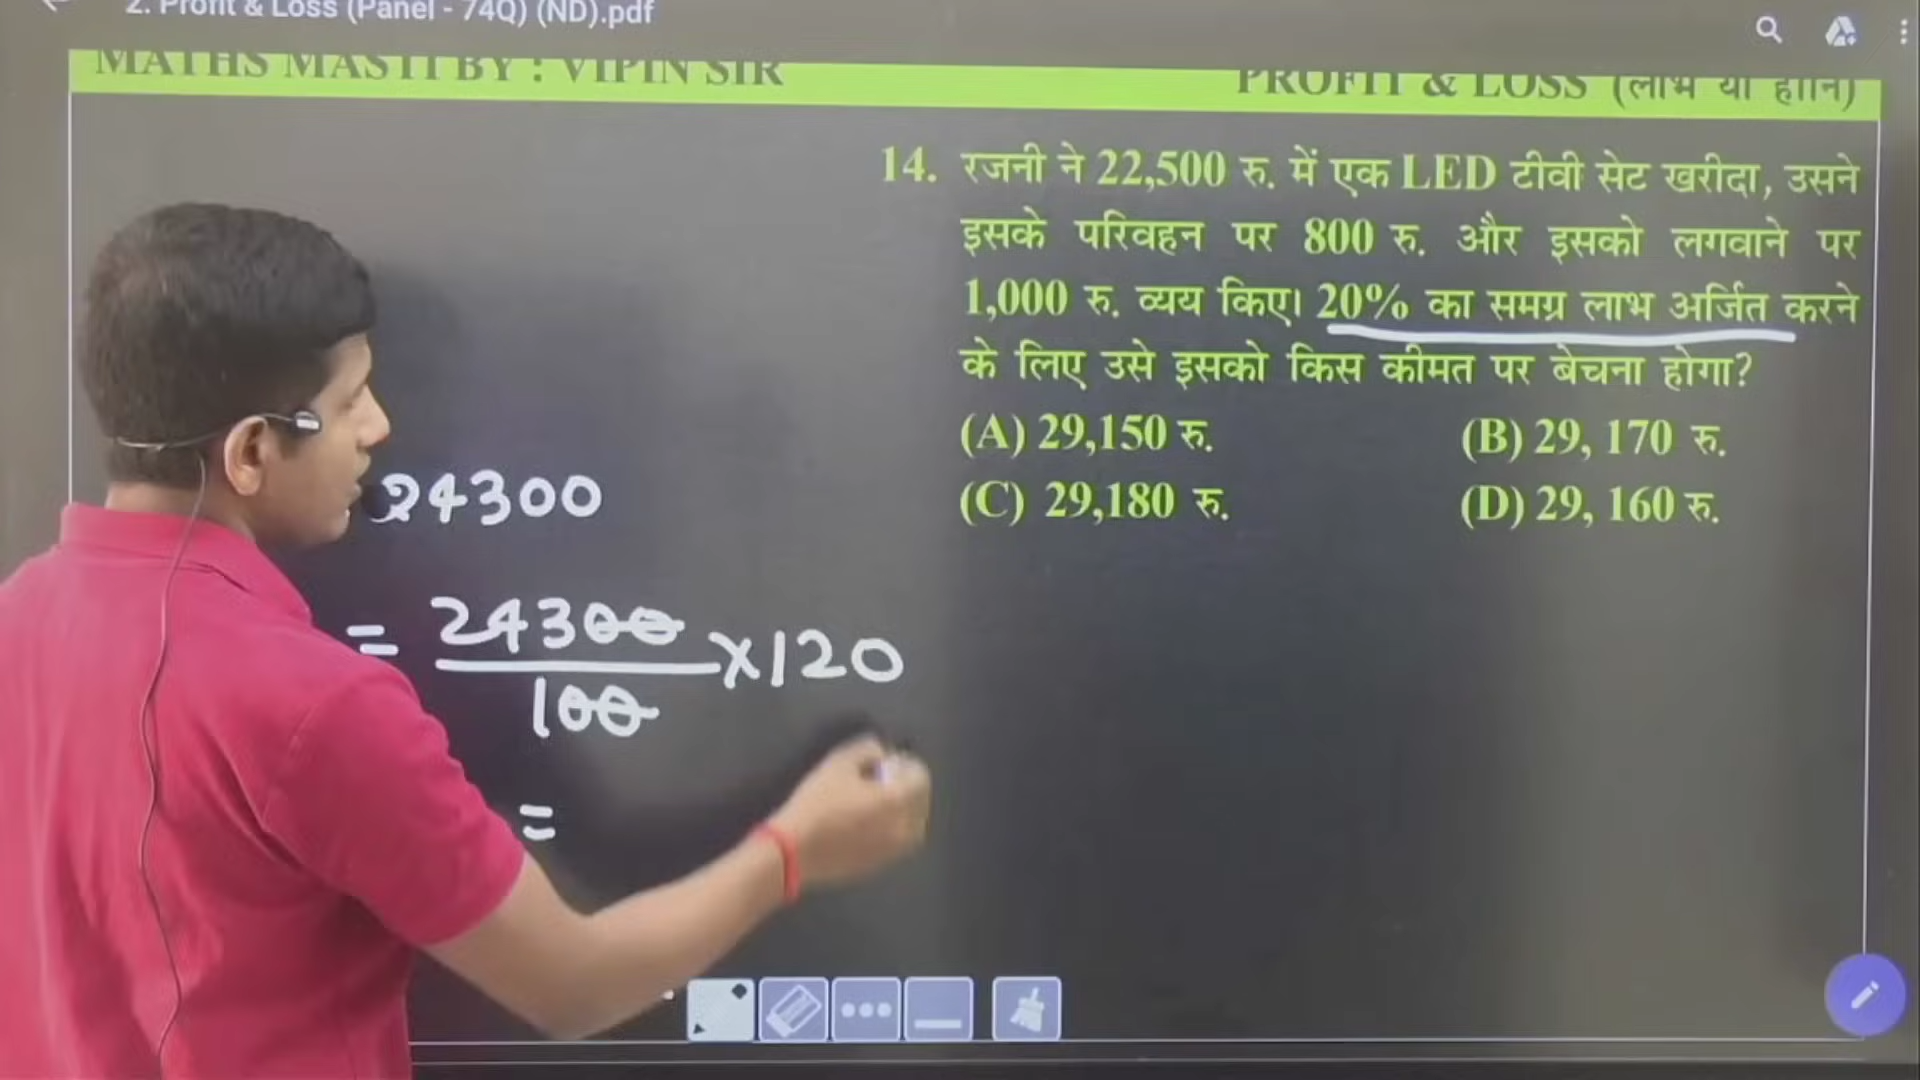 2. Profit & Loss (Panel - 74Q) (ND).pdf
MATHS MASTI BY : VIPIN SIR
PROFIT & LOSS (लाभ या हानि)
14. रजनी ने 22,500 रु. में एक LED टीवी सेट खरीदा, उसने
इसके परिवहन पर 800 रु. और इसको लगवाने पर
1,000 रु. व्यय किए। 20% का समग्र लाभ अर्जित करने
के लिए उसे इसको किस कीमत पर बेचना होगा?
(A) 29,150 रु. (B) 29, 170 रु.
(C) 29,180 रु. (D) 29, 160 रु.
24300
= 24300
100 ×120
=